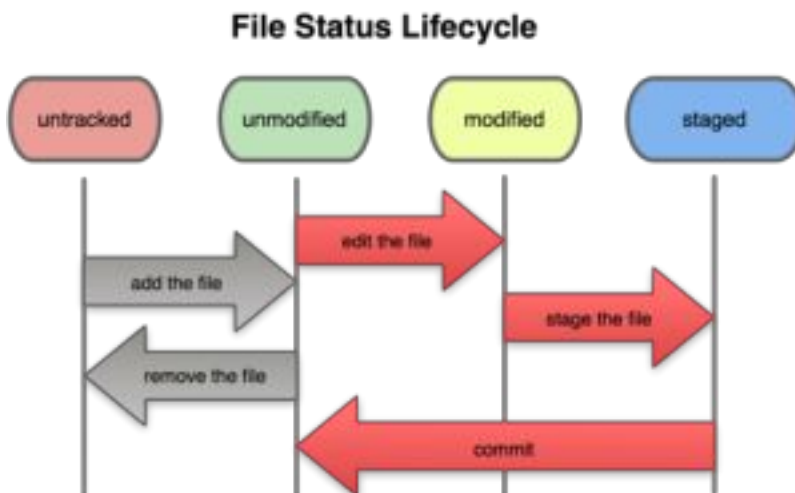 File Status Lifecycle
untracked
unmodified
modified
staged
edit the file
add the file
stage the file
remove the file
commit